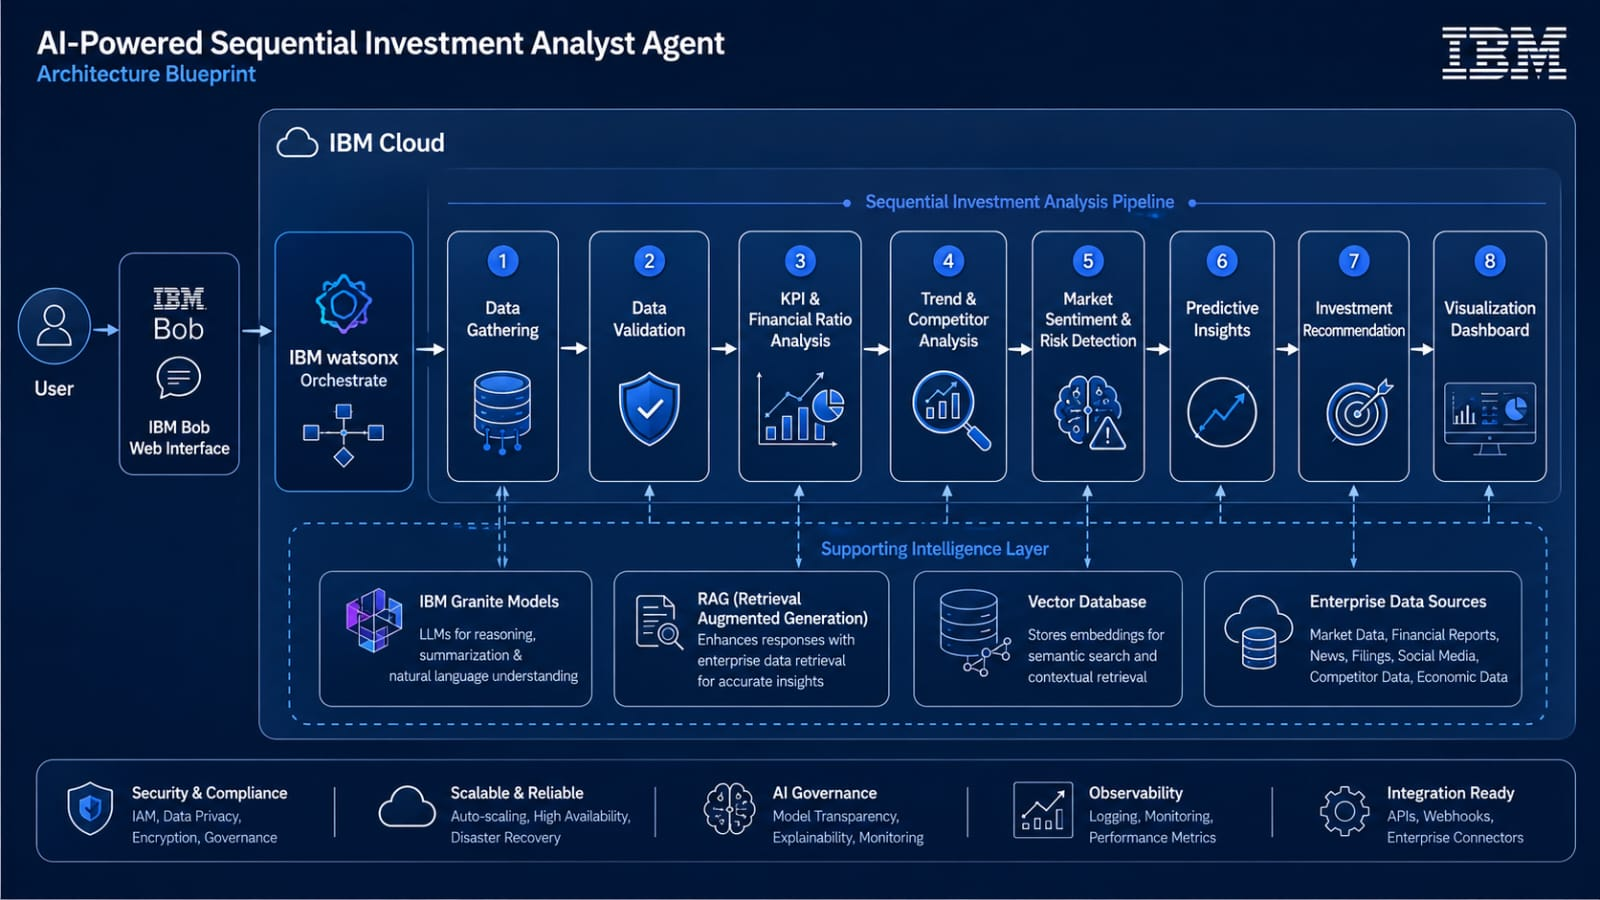 AI-Powered Sequential Investment Analyst Agent
Architecture Blueprint
IBM
IBM Cloud
Sequential Investment Analysis Pipeline
User
IBM
Bob
IBM Bob
Web Interface
IBM watsonx
Orchestrate
1
Data
Gathering
2
Data
Validation
3
KPI &
Financial Ratio
Analysis
4
Trend &
Competitor
Analysis
5
Market
Sentiment &
Risk Detection
6
Predictive
Insights
7
Investment
Recommendation
8
Visualization
Dashboard
Supporting Intelligence Layer
IBM Granite Models
LLMs for reasoning,
summarization &
natural language understanding
RAG (Retrieval
Augmented Generation)
Enhances responses with
enterprise data retrieval
for accurate insights
Vector Database
Stores embeddings for
semantic search and
contextual retrieval
Enterprise Data Sources
Market Data, Financial Reports,
News, Filings, Social Media,
Competitor Data, Economic Data
Security & Compliance
IAM, Data Privacy,
Encryption, Governance
Scalable & Reliable
Auto-scaling, High Availability,
Disaster Recovery
AI Governance
Model Transparency,
Explainability, Monitoring
Observability
Logging, Monitoring,
Performance Metrics
Integration Ready
APIs, Webhooks,
Enterprise Connectors